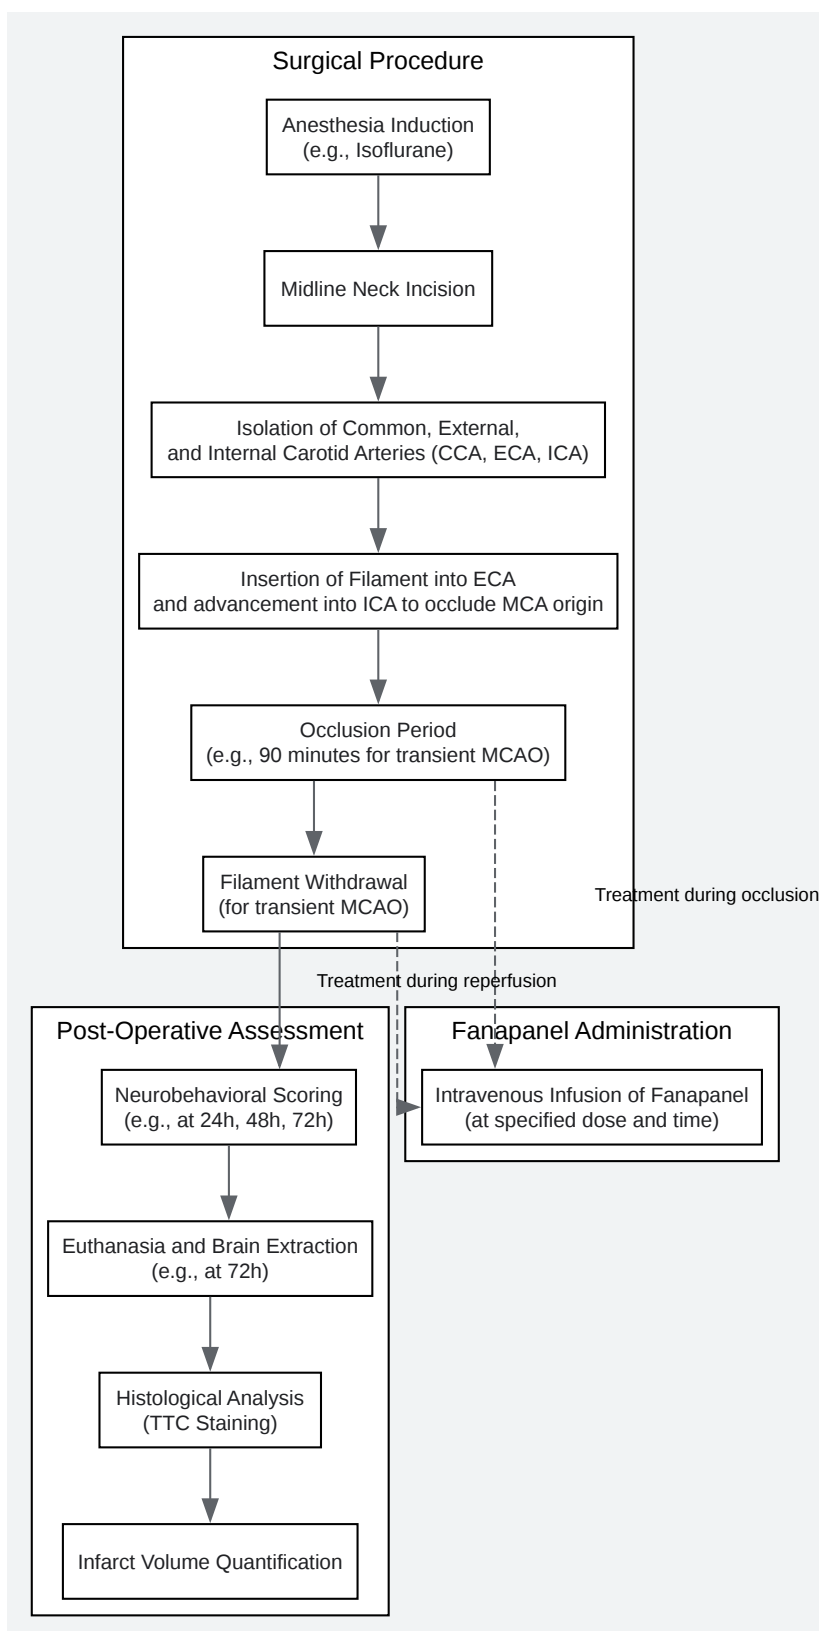 Surgical Procedure
Anesthesia Induction
(e.g., Isoflurane)
Midline Neck Incision
Isolation of Common, External,
and Internal Carotid Arteries (CCA, ECA, ICA)
Insertion of Filament into ECA
and advancement into ICA to occlude MCA origin
Occlusion Period
(e.g., 90 minutes for transient MCAO)
Filament Withdrawal
(for transient MCAO)
Treatment during occlusion
Treatment during reperfusion
Post-Operative Assessment
Neurobehavioral Scoring
(e.g., at 24h, 48h, 72h)
Euthanasia and Brain Extraction
(e.g., at 72h)
Histological Analysis
(TTC Staining)
Infarct Volume Quantification
Fanapanel Administration
Intravenous Infusion of Fanapanel
(at specified dose and time)